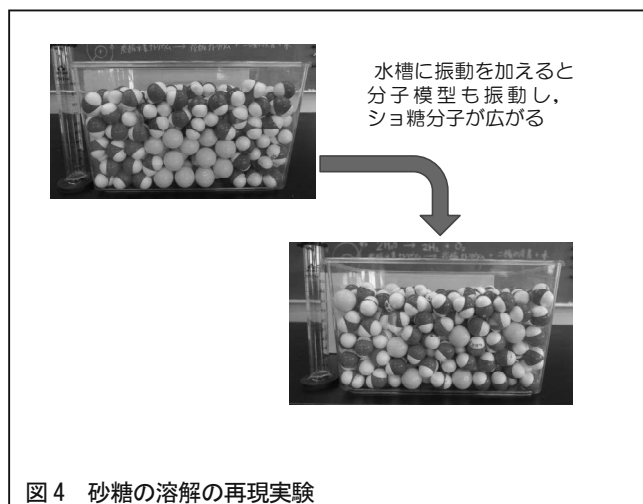 水槽に振動を加えると
分子模型も振動し，
ショ糖分子が広がる
図４　砂糖の溶解の再現実験